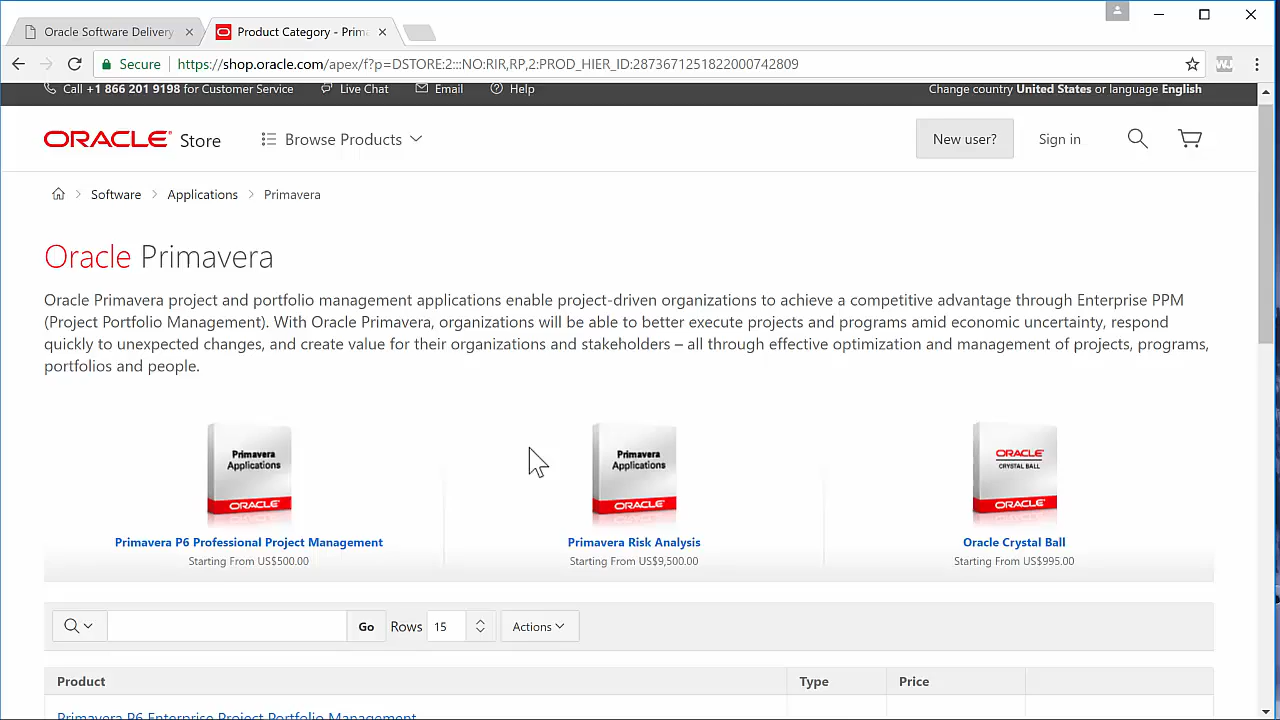 Oracle Software Delivery
Product Category - Prim
Secure
https://shop.oracle.com/apex/f?p=DSTORE:2:::NO:RIR,RP,2:PROD_HIER_ID:2873671251822000742809
WJ
Call +1 866 201 9198 for Customer Service
Live Chat
Email
Help
Change country United States or language English
ORACLE Store
Browse Products
New user?
Sign in
Software
Applications
Primavera
Oracle Primavera
Oracle Primavera project and portfolio management applications enable project-driven organizations to achieve a competitive advantage through Enterprise PPM
(Project Portfolio Management). With Oracle Primavera, organizations will be able to better execute projects and programs amid economic uncertainty, respond
quickly to unexpected changes, and create value for their organizations and stakeholders – all through effective optimization and management of projects, programs,
portfolios and people.
Primavera
Applications
ORACLE
Primavera
Applications
ORACLE
ORACLE
CRYSTAL BALL
ORACLE
Primavera P6 Professional Project Management
Starting From US$500.00
Primavera Risk Analysis
Starting From US$9,500.00
Oracle Crystal Ball
Starting From US$995.00
Go
Rows
15
Actions
Product
Type
Price
Primavera P6 Enterprise Project Portfolio Management